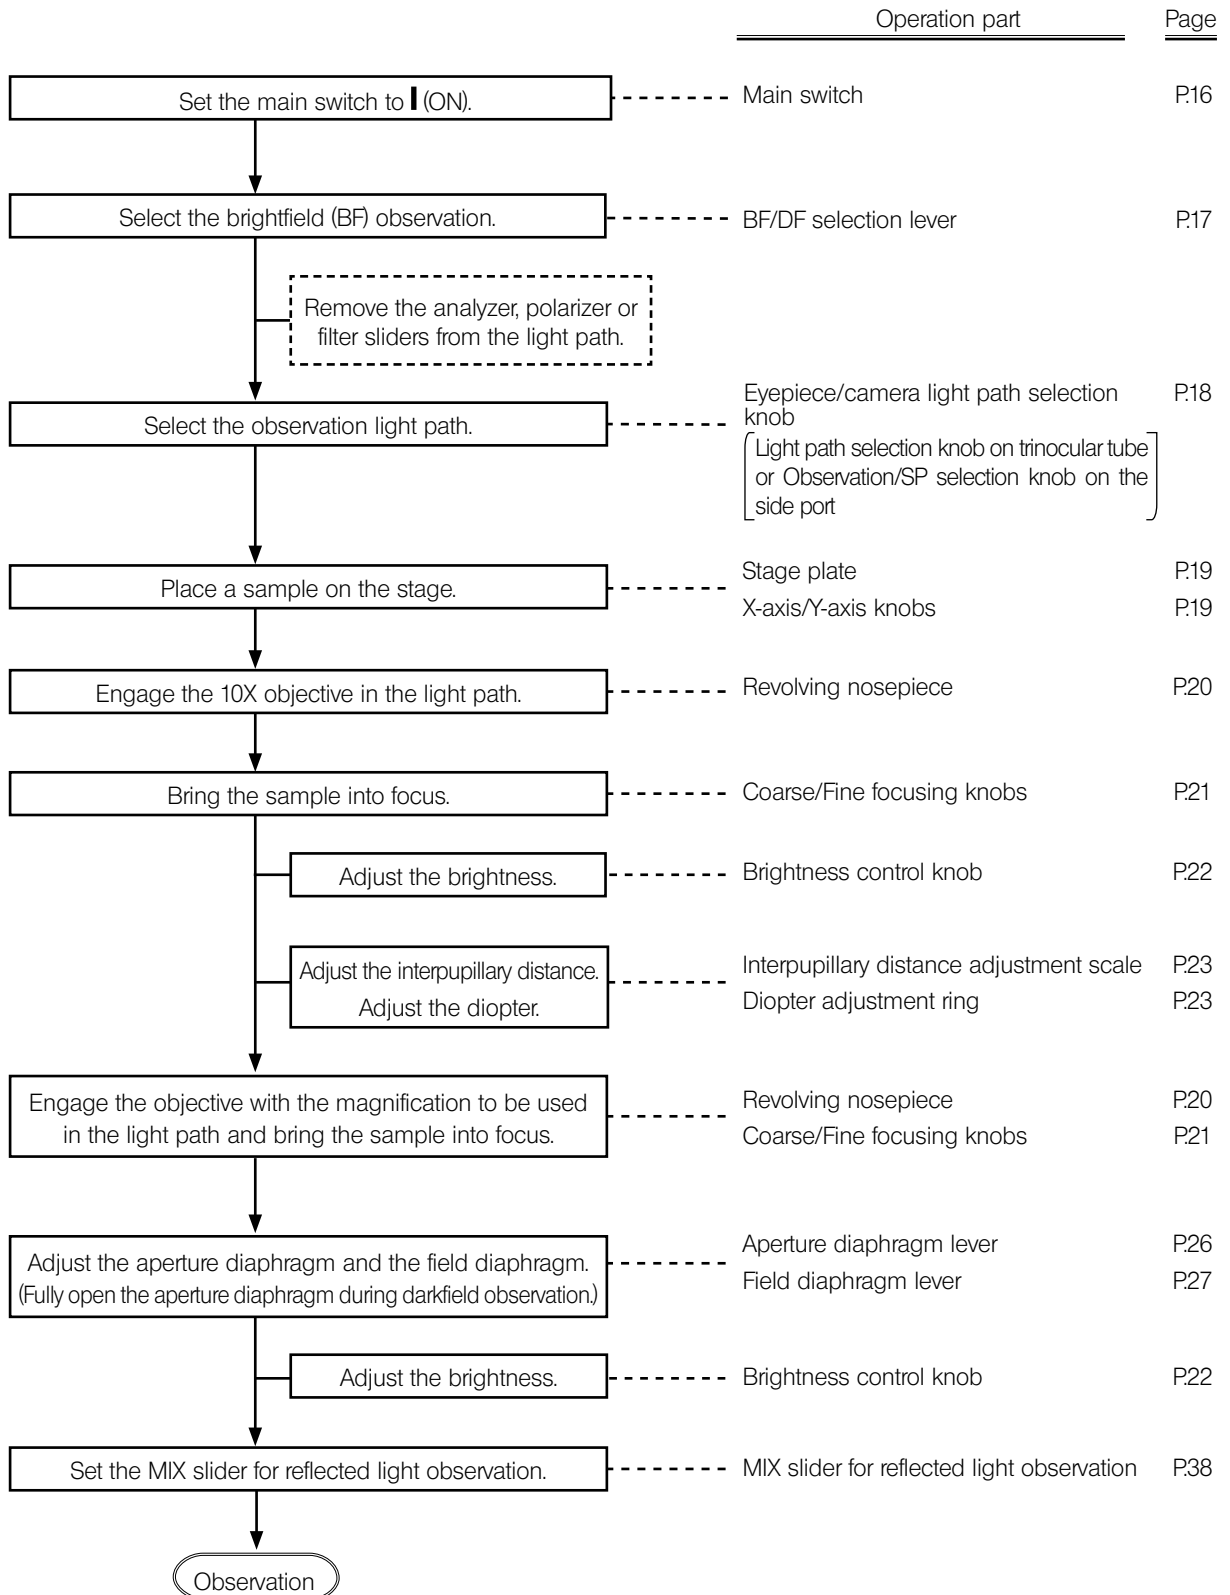 Operation part Page
Set the main switch to I (ON). Main switch P.16
Select the brightfield (BF) observation. BF/DF selection lever P.17
Remove the analyzer, polarizer or
filter sliders from the light path.
Eyepiece/camera light path selection P.18
knob
Select the observation light path.
Light path selection knob on trinocular tube
or Observation/SP selection knob on the
side port
Place a sample on the stage. Stage plate P.19
X-axis/Y-axis knobs P.19
Engage the 10X objective in the light path. Revolving nosepiece P.20
Bring the sample into focus. Coarse/Fine focusing knobs P.21
Adjust the brightness. Brightness control knob P.22
Adjust the interpupillary distance. Interpupillary distance adjustment scale P.23
Adjust the diopter. Diopter adjustment ring P.23
Engage the objective with the magnification to be used Revolving nosepiece P.20
in the light path and bring the sample into focus. Coarse/Fine focusing knobs P.21
Adjust the aperture diaphragm and the field diaphragm. Aperture diaphragm lever P.26
(Fully open the aperture diaphragm during darkfield observation.) Field diaphragm lever P.27
Adjust the brightness. Brightness control knob P.22
Set the MIX slider for reflected light observation. MIX slider for reflected light observation P.38
Observation